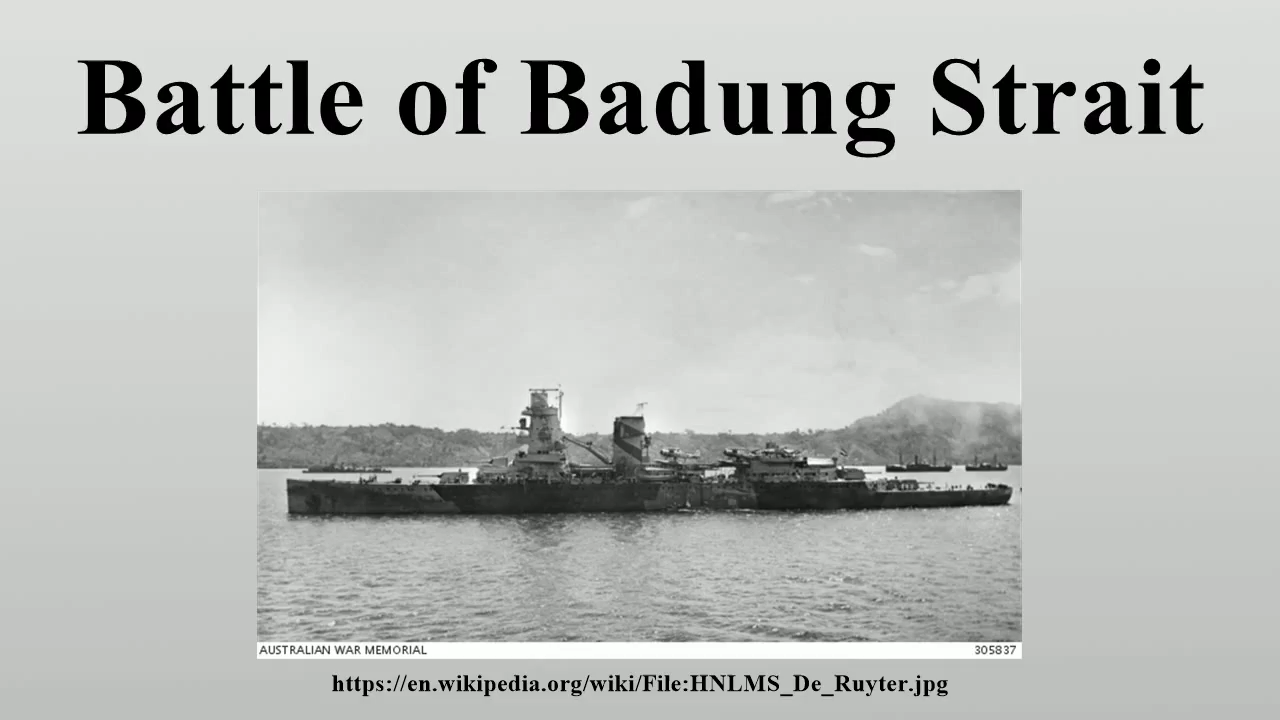 Battle of Badung Strait
AUSTRALIAN WAR MEMORIAL 305837
https://en.wikipedia.org/wiki/File:HNLMS_De_Ruyter.jpg